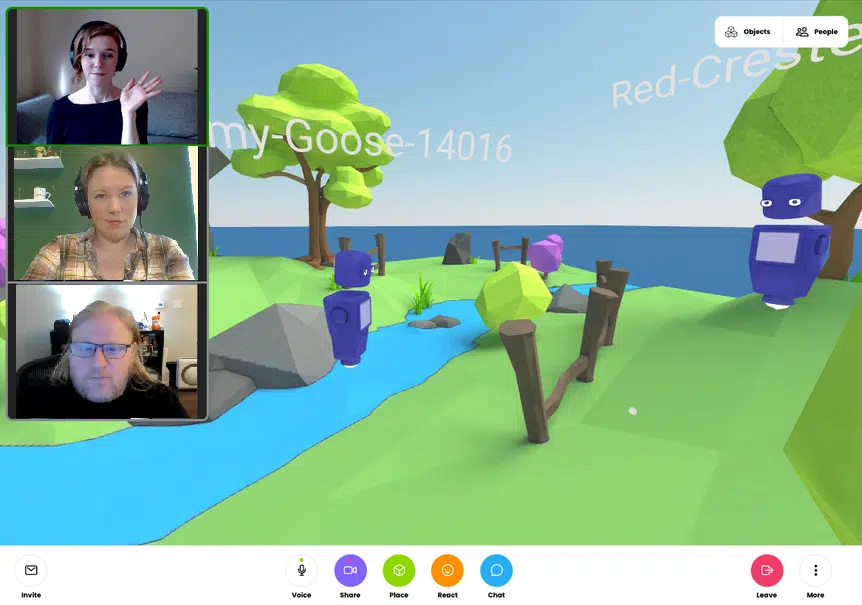 Objects
People
my-Goose-14016
Red-Creste
Invite
Voice
Share
Place
React
Chat
Leave
More